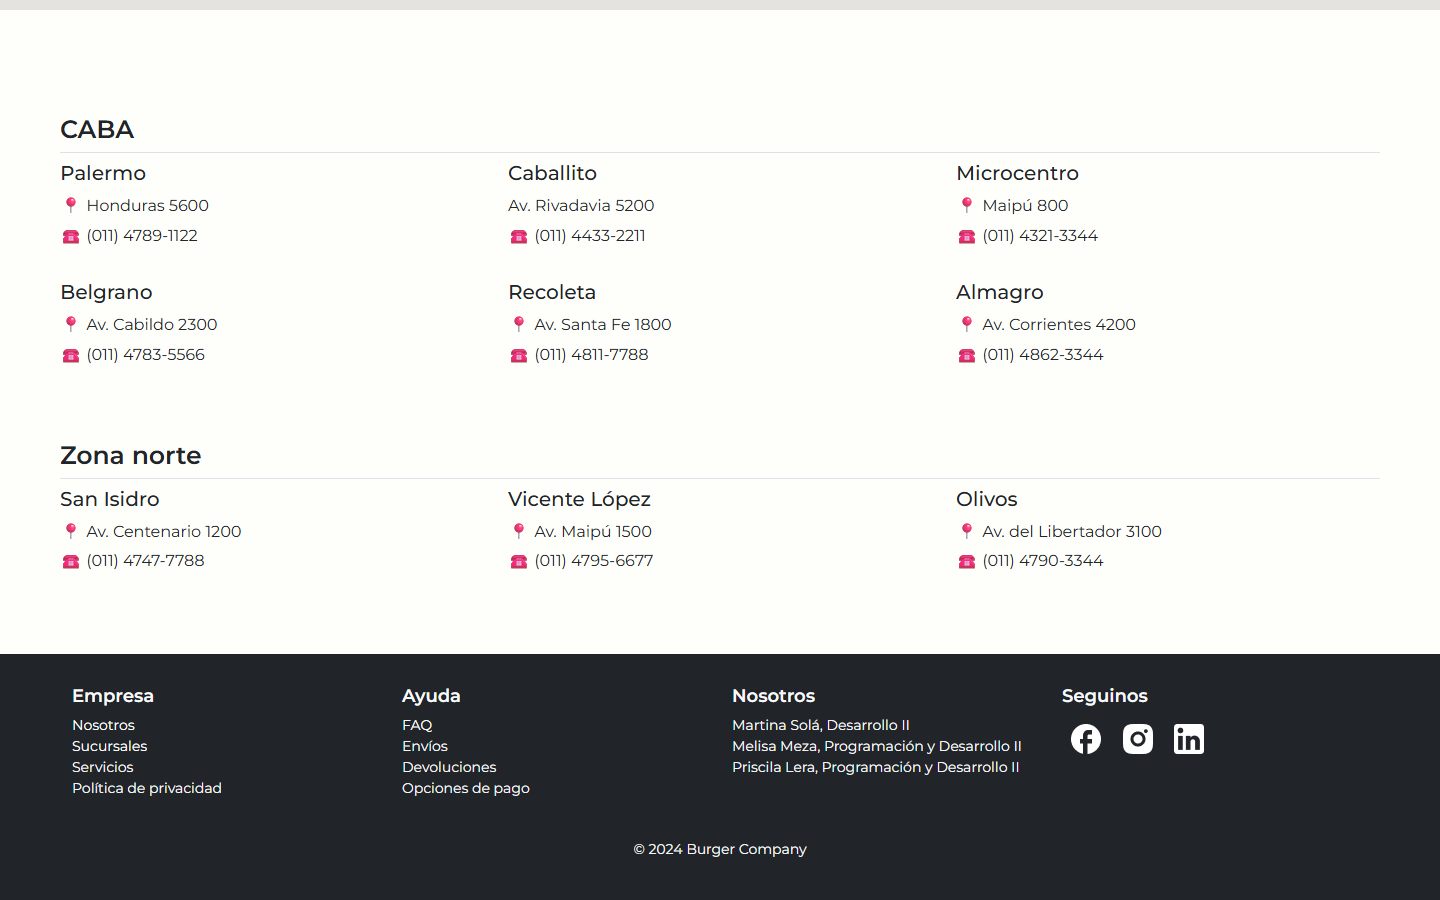 CABA
Palermo
Honduras 5600
(011) 4789-1122
Caballito
Av. Rivadavia 5200
(011) 4433-2211
Microcentro
Maipú 800
(011) 4321-3344
Belgrano
Av. Cabildo 2300
(011) 4783-5566
Recoleta
Av. Santa Fe 1800
(011) 4811-7788
Almagro
Av. Corrientes 4200
(011) 4862-3344
Zona norte
San Isidro
Av. Centenario 1200
(011) 4747-7788
Vicente López
Av. Maipú 1500
(011) 4795-6677
Olivos
Av. del Libertador 3100
(011) 4790-3344
Empresa
Nosotros
Sucursales
Servicios
Política de privacidad
Ayuda
FAQ
Envíos
Devoluciones
Opciones de pago
Nosotros
Martina Solá, Desarrollo II
Melisa Meza, Programación y Desarrollo II
Priscila Lera, Programación y Desarrollo II
Seguinos
© 2024 Burger Company